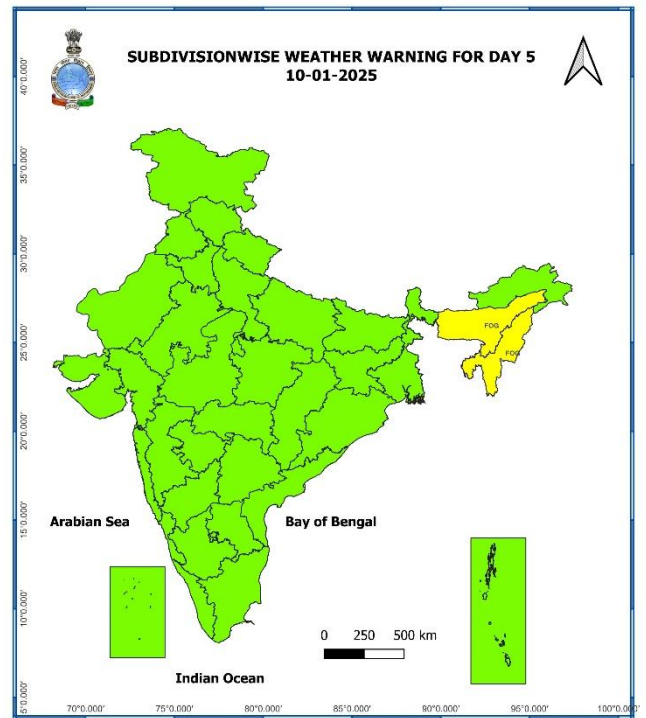 SUBDIVISIONWISE WEATHER WARNING FOR DAY 5
10-01-2025
40°0.000'
35°0.000'
30°0.000'
25°0.000'
20°0.000'
15°0.000'
10°0.000'
5°0.000'
FOG
FOG
Arabian Sea
Bay of Bengal
0 250 500 km
Indian Ocean
70°0.000' 75°0.000' 80°0.000' 85°0.000' 90°0.000' 95°0.000' 100°0.000'